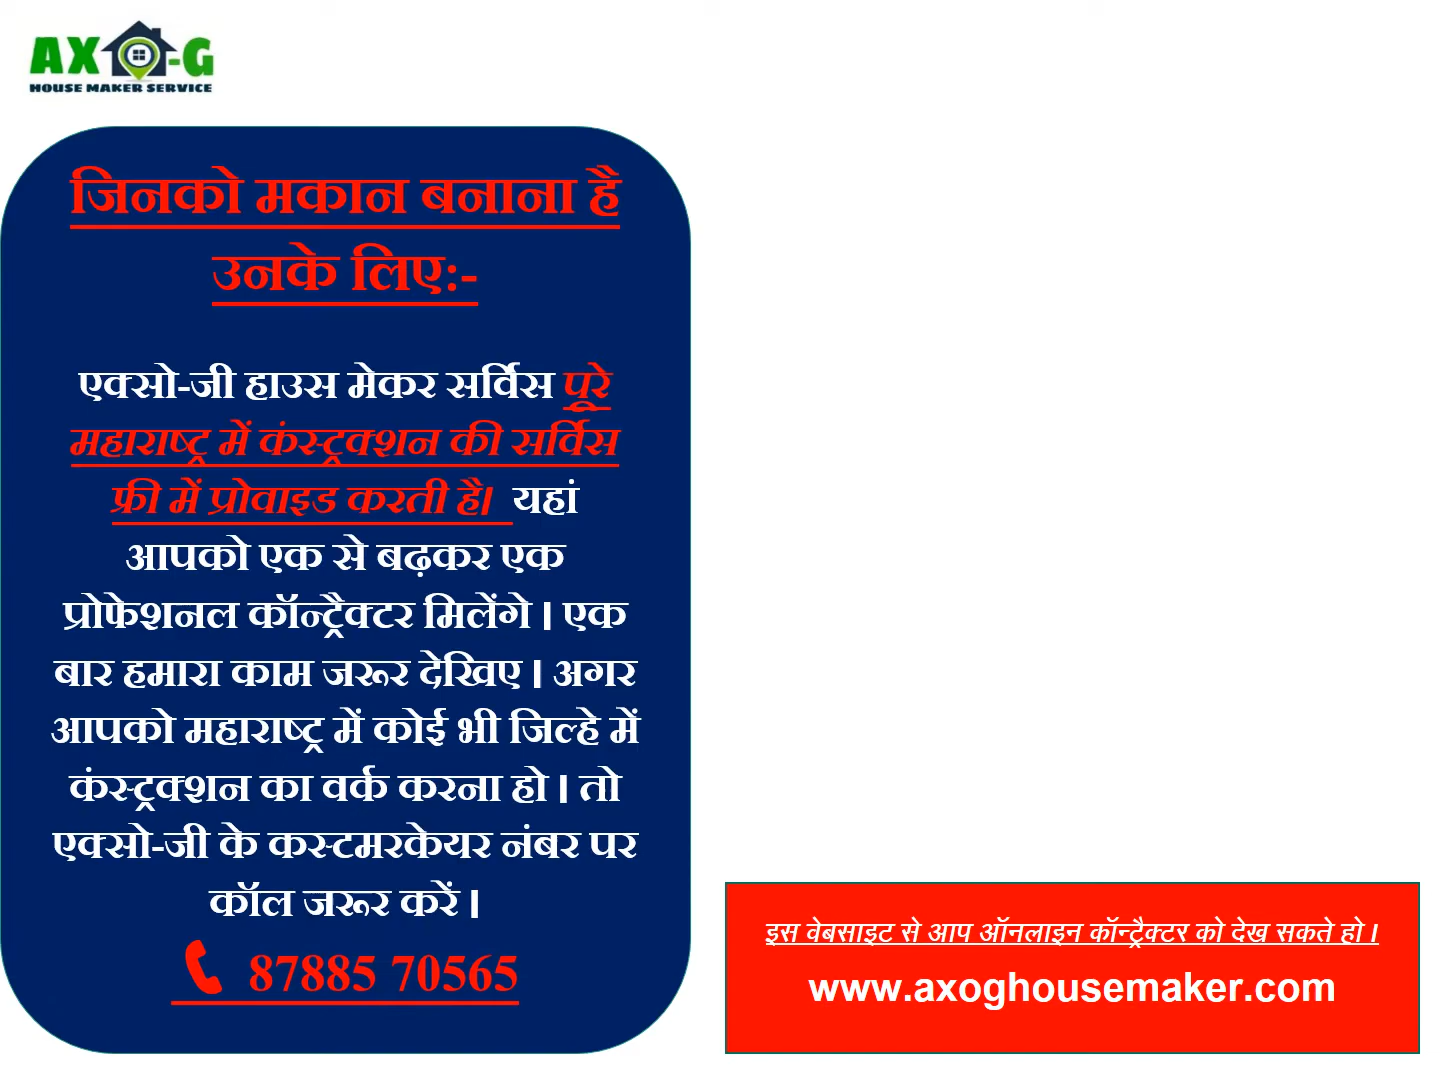 AX-G
HOUSE MAKER SERVICE
जिनको मकान बनाना है
उनके लिए:-
एक्सो-जी हाउस मेकर सर्विस पूरे
महाराष्ट्र में कंस्ट्रक्शन की सर्विस
फ्री में प्रोवाइड करती है। यहां
आपको एक से बढ़कर एक
प्रोफेशनल कॉन्ट्रैक्टर मिलेंगे। एक
बार हमारा काम जरूर देखिए। अगर
आपको महाराष्ट्र में कोई भी जिल्हे में
कंस्ट्रक्शन का वर्क करना हो। तो
एक्सो-जी के कस्टमरकेयर नंबर पर
कॉल जरूर करें।
87885 70565
इस वेबसाइट से आप ऑनलाइन कॉन्ट्रैक्टर को देख सकते हो।
www.axoghousemaker.com